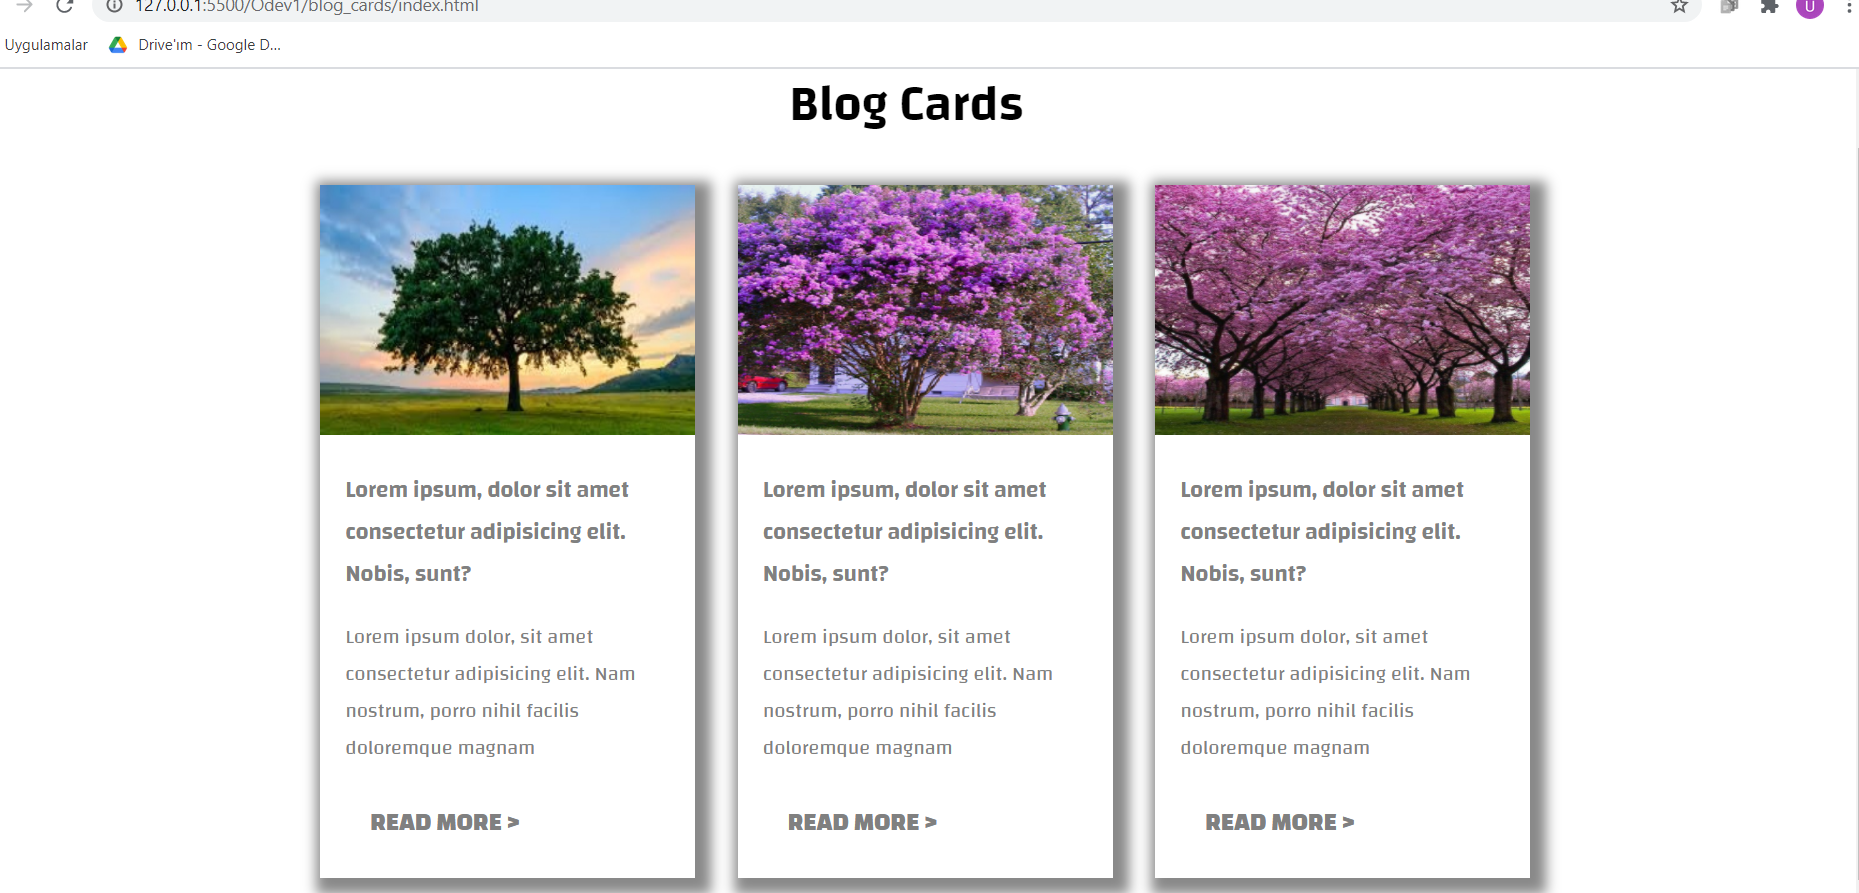 127.0.0.1:5500/Odev1/blog_cards/index.html
U
Uygulamalar
Drive'ım - Google D...
Blog Cards
Lorem ipsum, dolor sit amet
consectetur adipisicing elit.
Nobis, sunt?
Lorem ipsum dolor, sit amet
consectetur adipisicing elit. Nam
nostrum, porro nihil facilis
doloremque magnam
READ MORE >
Lorem ipsum, dolor sit amet
consectetur adipisicing elit.
Nobis, sunt?
Lorem ipsum dolor, sit amet
consectetur adipisicing elit. Nam
nostrum, porro nihil facilis
doloremque magnam
READ MORE >
Lorem ipsum, dolor sit amet
consectetur adipisicing elit.
Nobis, sunt?
Lorem ipsum dolor, sit amet
consectetur adipisicing elit. Nam
nostrum, porro nihil facilis
doloremque magnam
READ MORE >